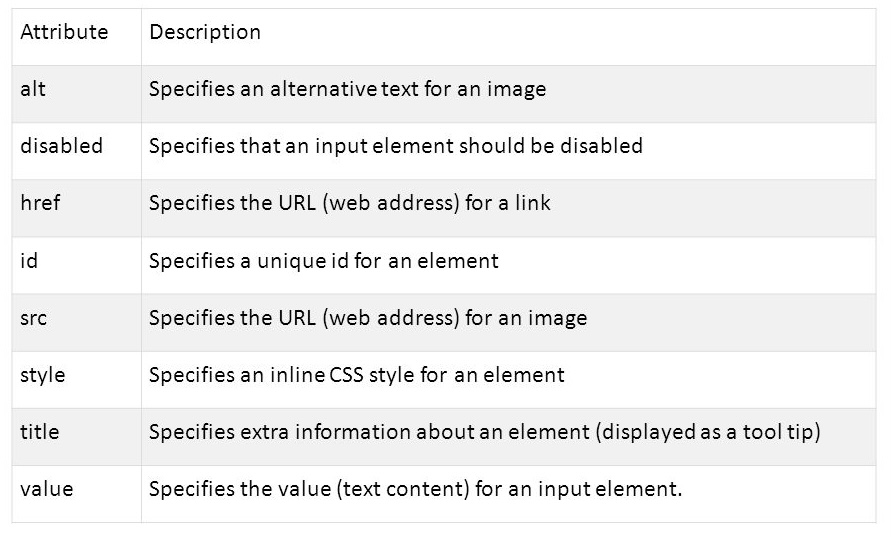 Attribute Description
alt Specifies an alternative text for an image
disabled Specifies that an input element should be disabled
href Specifies the URL (web address) for a link
id Specifies a unique id for an element
src Specifies the URL (web address) for an image
style Specifies an inline CSS style for an element
title Specifies extra information about an element (displayed as a tool tip)
value Specifies the value (text content) for an input element.